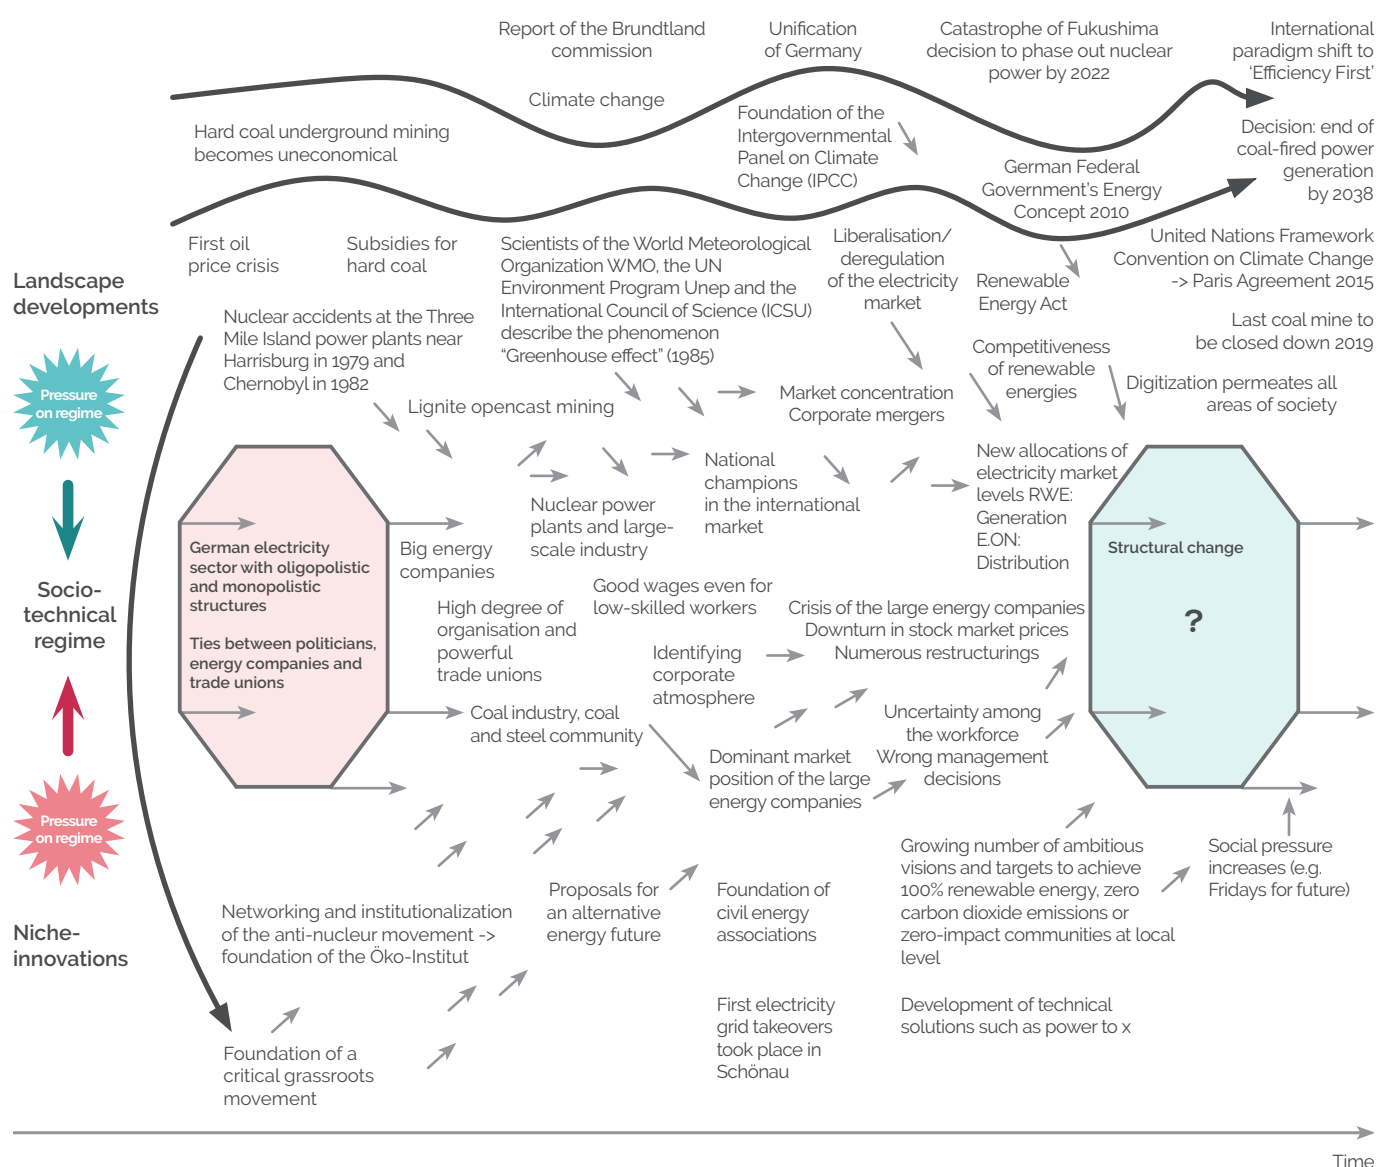 Report of the Brundtland
commission
Unification
of Germany
Catastrophe of Fukushima
decision to phase out nuclear
power by 2022
International
paradigm shift to
‘Efficiency First’
Climate change
Hard coal underground mining
becomes uneconomical
Foundation of the
Intergovernmental
Panel on Climate
Change (IPCC)
German Federal
Government’s Energy
Concept 2010
Decision: end of
coal-fired power
generation
by 2038
Landscape
developments
First oil
price crisis
Subsidies for
hard coal
Scientists of the World Meteorological
Organization WMO, the UN
Environment Program Unep and the
International Council of Science (ICSU)
describe the phenomenon
“Greenhouse effect” (1985)
Liberalisation/
deregulation
of the electricity
market
Renewable
Energy Act
United Nations Framework
Convention on Climate Change
-> Paris Agreement 2015
Last coal mine to
be closed down 2019
Nuclear accidents at the Three
Mile Island power plants near
Harrisburg in 1979 and
Chernobyl in 1982
Competitiveness
of renewable
energies
Digitization permeates all
areas of society
Pressure
on regime
Lignite opencast mining
Market concentration
Corporate mergers
National
champions
in the international
market
New allocations of
electricity market
levels RWE:
Generation
E.ON:
Distribution
Nuclear power
plants and large-
scale industry
Socio-
technical
regime
German electricity
sector with oligopolistic
and monopolistic
structures
Ties between politicians,
energy companies and
trade unions
Big energy
companies
Good wages even for
low-skilled workers
High degree of
organisation and
powerful
trade unions
Crisis of the large energy companies
Downturn in stock market prices
Numerous restructurings
Identifying
corporate
atmosphere
Structural change
?
Coal industry, coal
and steel community
Dominant market
position of the large
energy companies
Uncertainty among
the workforce
Wrong management
decisions
Pressure
on regime
Growing number of ambitious
visions and targets to achieve
100% renewable energy, zero
carbon dioxide emissions or
zero-impact communities at local
level
Social pressure
increases (e.g.
Fridays for future)
Niche-
innovations
Networking and institutionalization
of the anti-nucleur movement ->
foundation of the Öko-Institut
Proposals for
an alternative
energy future
Foundation of
civil energy
associations
First electricity
grid takeovers
took place in
Schönau
Development of technical
solutions such as power to x
Foundation of a
critical grasstroots
movement
Time